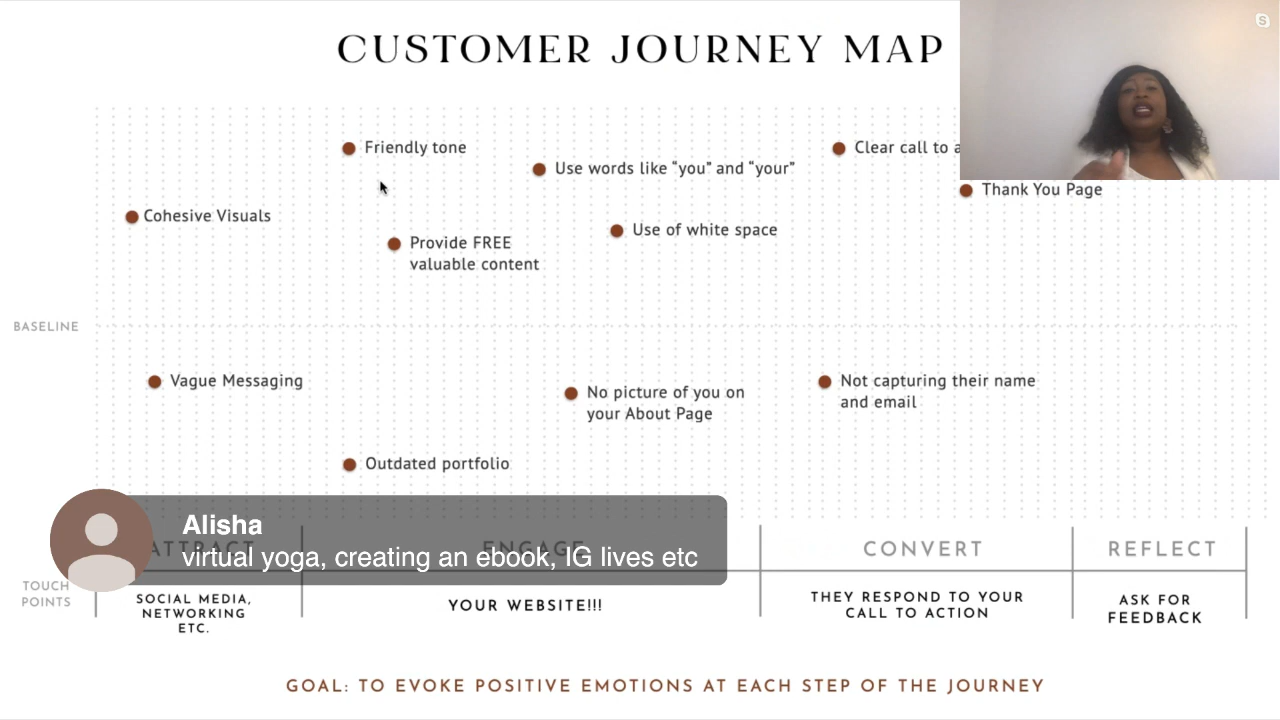 CUSTOMER JOURNEY MAP
Friendly tone
Use words like “you” and “your”
Clear call to a
Thank You Page
Cohesive Visuals
Use of white space
Provide FREE
valuable content
BASELINE
Vague Messaging
No picture of you on
your About Page
Not capturing their name
and email
Outdated portfolio
Alisha
virtual yoga, creating an ebook, IG lives etc
ATTRACT
ENGAGE
CONVERT
REFLECT
TOUCH
POINTS
SOCIAL MEDIA,
NETWORKING
ETC.
YOUR WEBSITE!!!
THEY RESPOND TO YOUR
CALL TO ACTION
ASK FOR
FEEDBACK
GOAL: TO EVOKE POSITIVE EMOTIONS AT EACH STEP OF THE JOURNEY